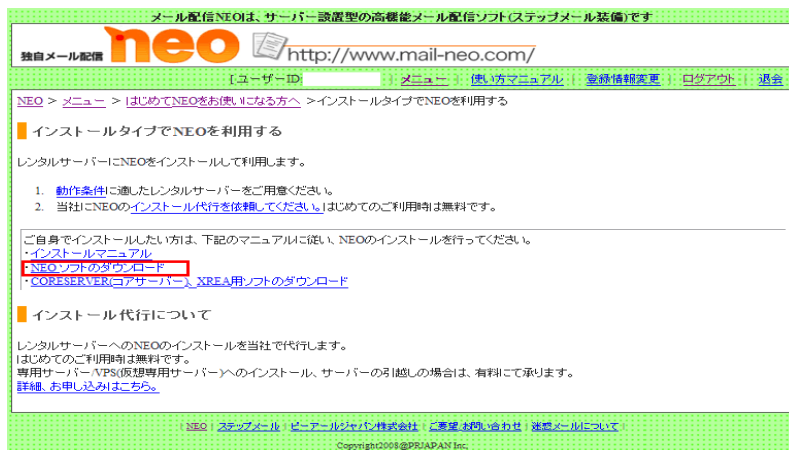 メール配信NEOは、サーバー設置型の高機能メール配信ソフト(ステップメール装備)です
独自メール配信 neo http://www.mail-neo.com/
[ユーザーID: | メニュー | 使い方マニュアル | 登録情報変更 | ログアウト | 退会
NEO > メニュー > はじめてNEOをお使いになる方へ >インストールタイプでNEOを利用する
インストールタイプでNEOを利用する
レンタルサーバーにNEOをインストールして利用します。
1. 動作条件に適したレンタルサーバーをご用意ください。
2. 当社にNEOのインストール代行を依頼してください。はじめてのご利用時は無料です。
ご自身でインストールしたい方は、下記のマニュアルに従い、NEOのインストールを行ってください。
・インストールマニュアル
・NEOソフトのダウンロード
・CORESERVER(コアサーバー)、XREA用ソフトのダウンロード
インストール代行について
レンタルサーバーへのNEOのインストールを当社で代行します。
はじめてのご利用時は無料です。
専用サーバー/VPS(仮想専用サーバー)へのインストール、サーバーの引越しの場合は、有料にて承ります。
詳細、お申し込みはこちら。
| NEO | ステップメール | ピーアールジャパン株式会社 | ご要望,お問い合わせ | 迷惑メールについて |
Copyright2008@PRJAPAN Inc,